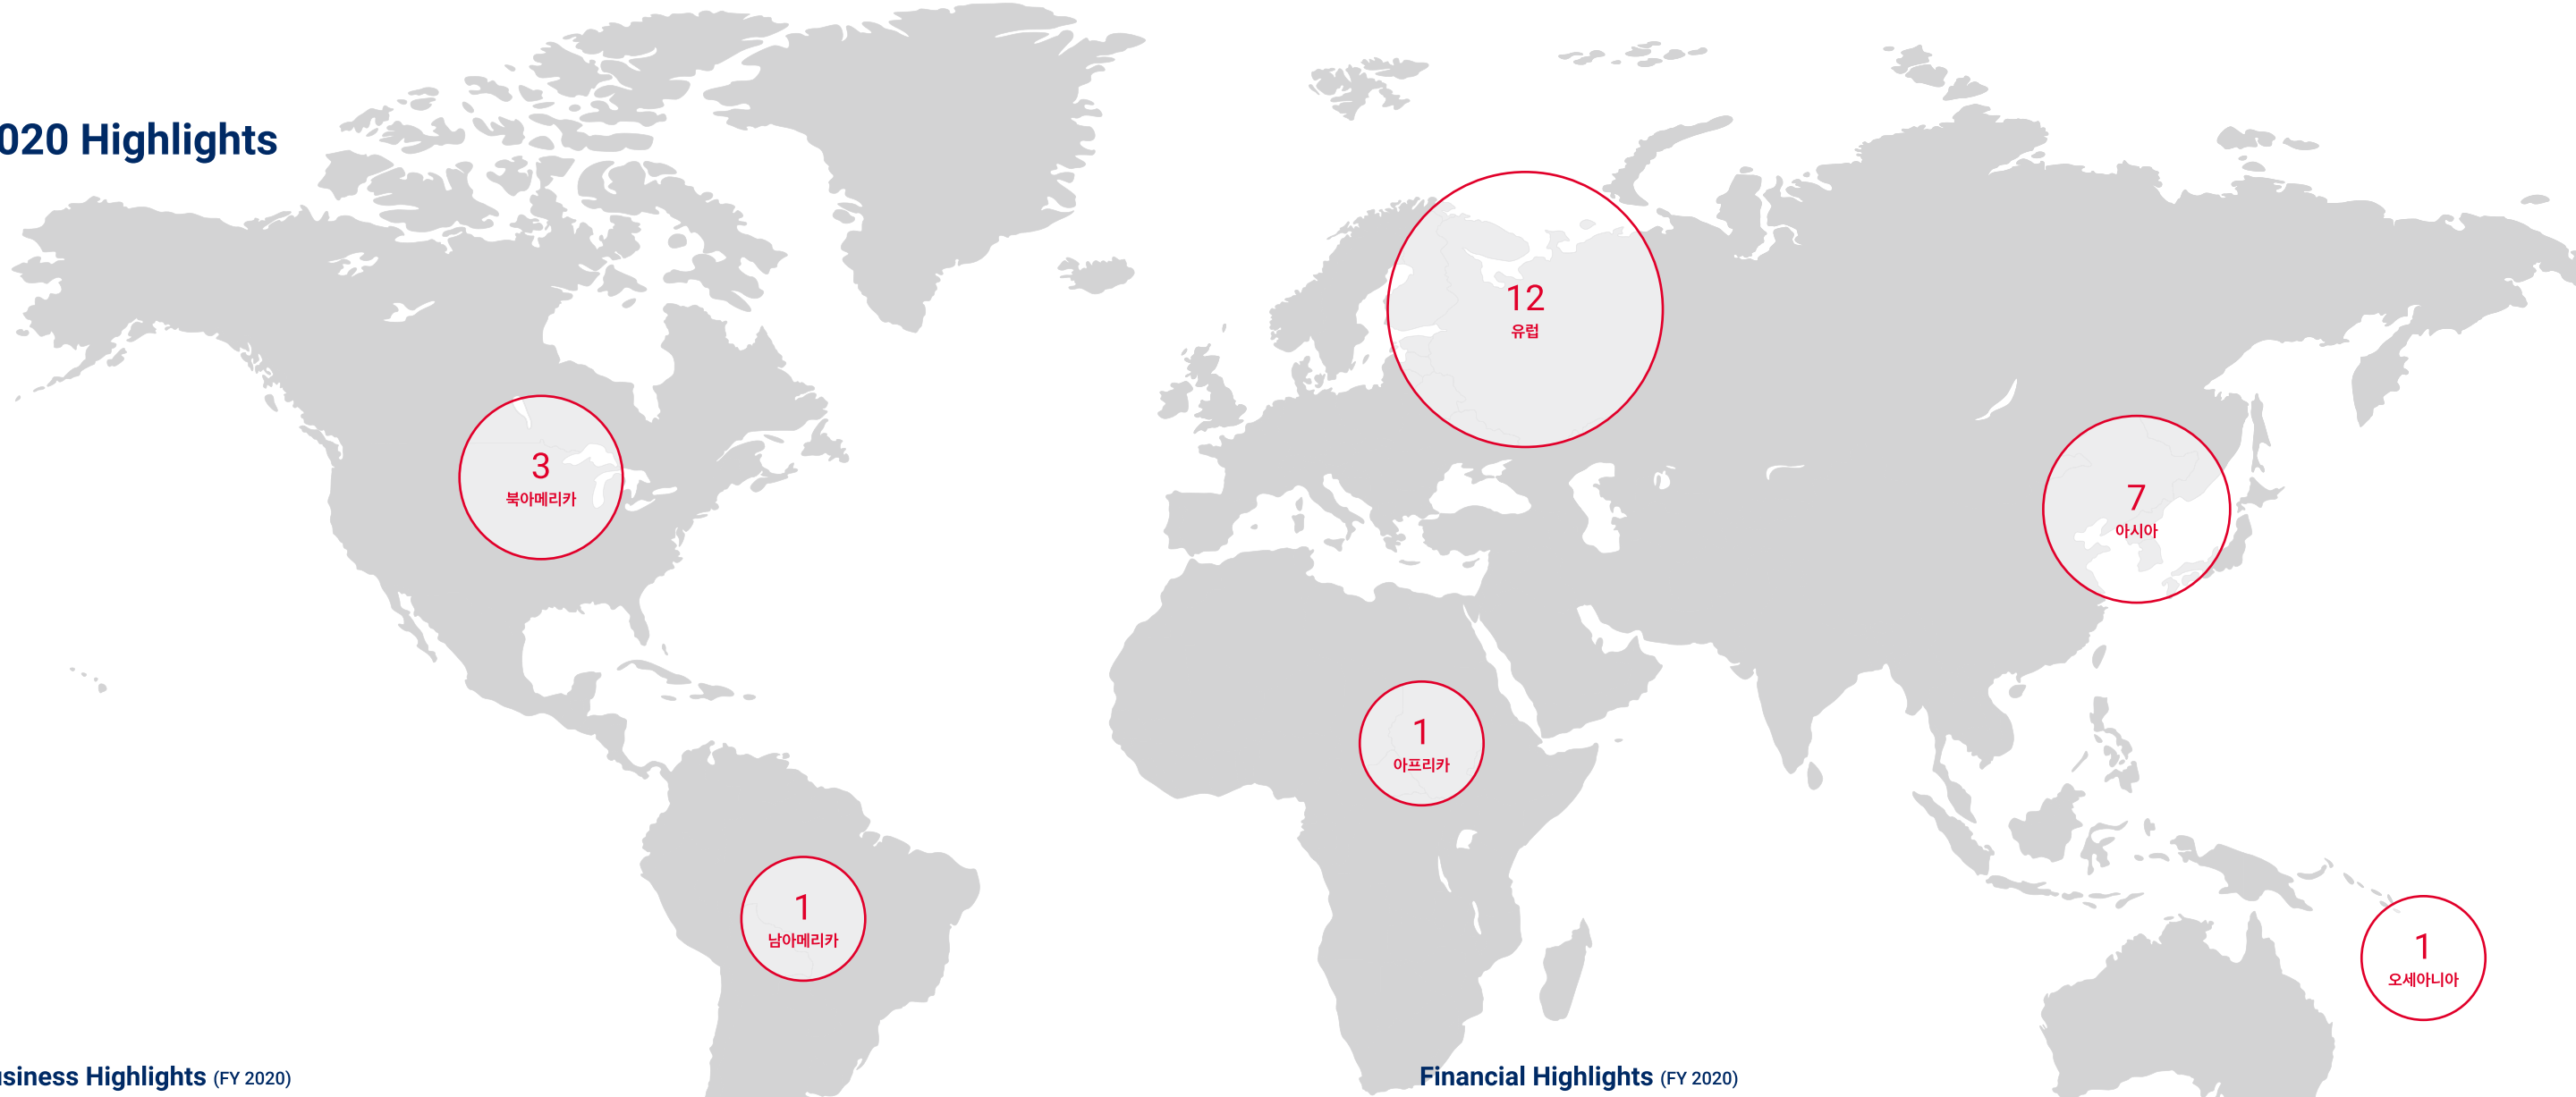 020 Highlights
12
유럽
3
북아메리카
7
아시아
1
아프리카
1
남아메리카
1
오세아니아
usiness Highlights (FY 2020)
Financial Highlights (FY 2020)